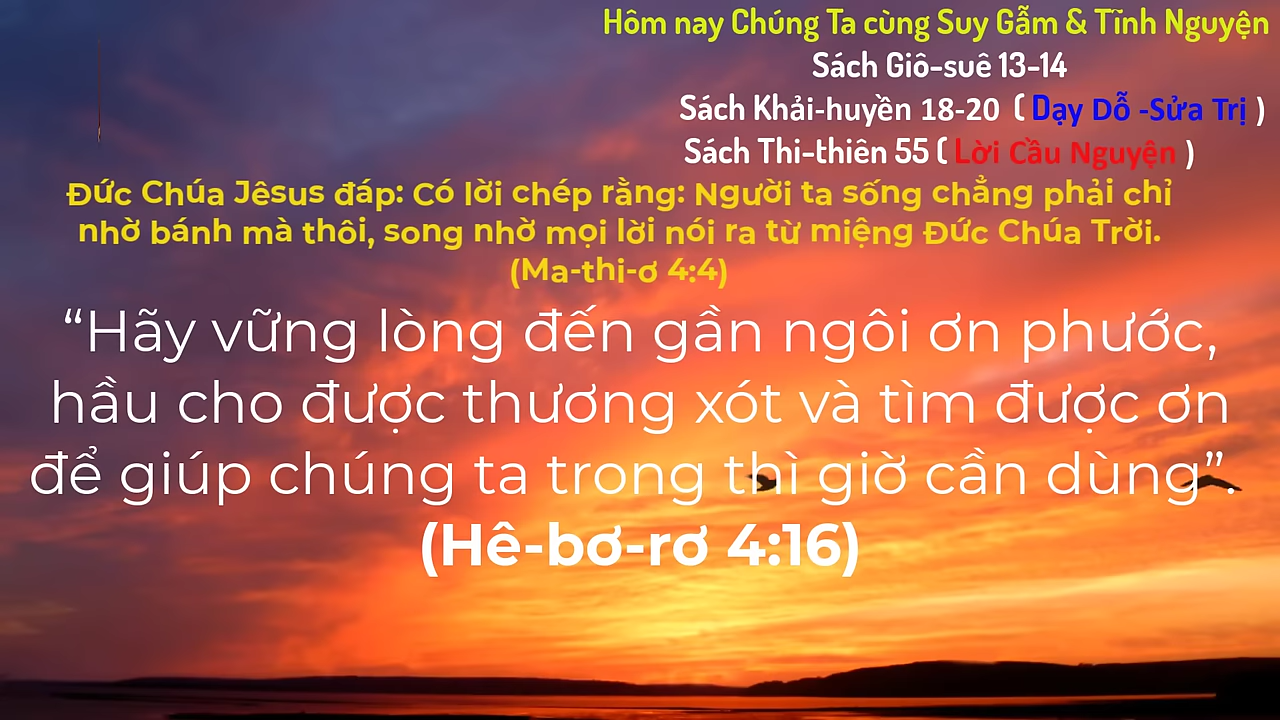 Hôm nay Chúng Ta cùng Suy Gẫm & Tĩnh Nguyện
Sách Giô-suê 13-14
Sách Khải-huyền 18-20 ( Dạy Dỗ -Sửa Trị )
Sách Thi-thiên 55 ( Lời Cầu Nguyện )
Đức Chúa Jêsus đáp: Có lời chép rằng: Người ta sống chẳng phải chỉ
nhờ bánh mà thôi, song nhờ mọi lời nói ra từ miệng Đức Chúa Trời.
(Ma-thi-ơ 4:4)
“Hãy vững lòng đến gần ngôi ơn phước,
hầu cho được thương xót và tìm được ơn
để giúp chúng ta trong thì giờ cần dùng”.
(Hê-bơ-rơ 4:16)